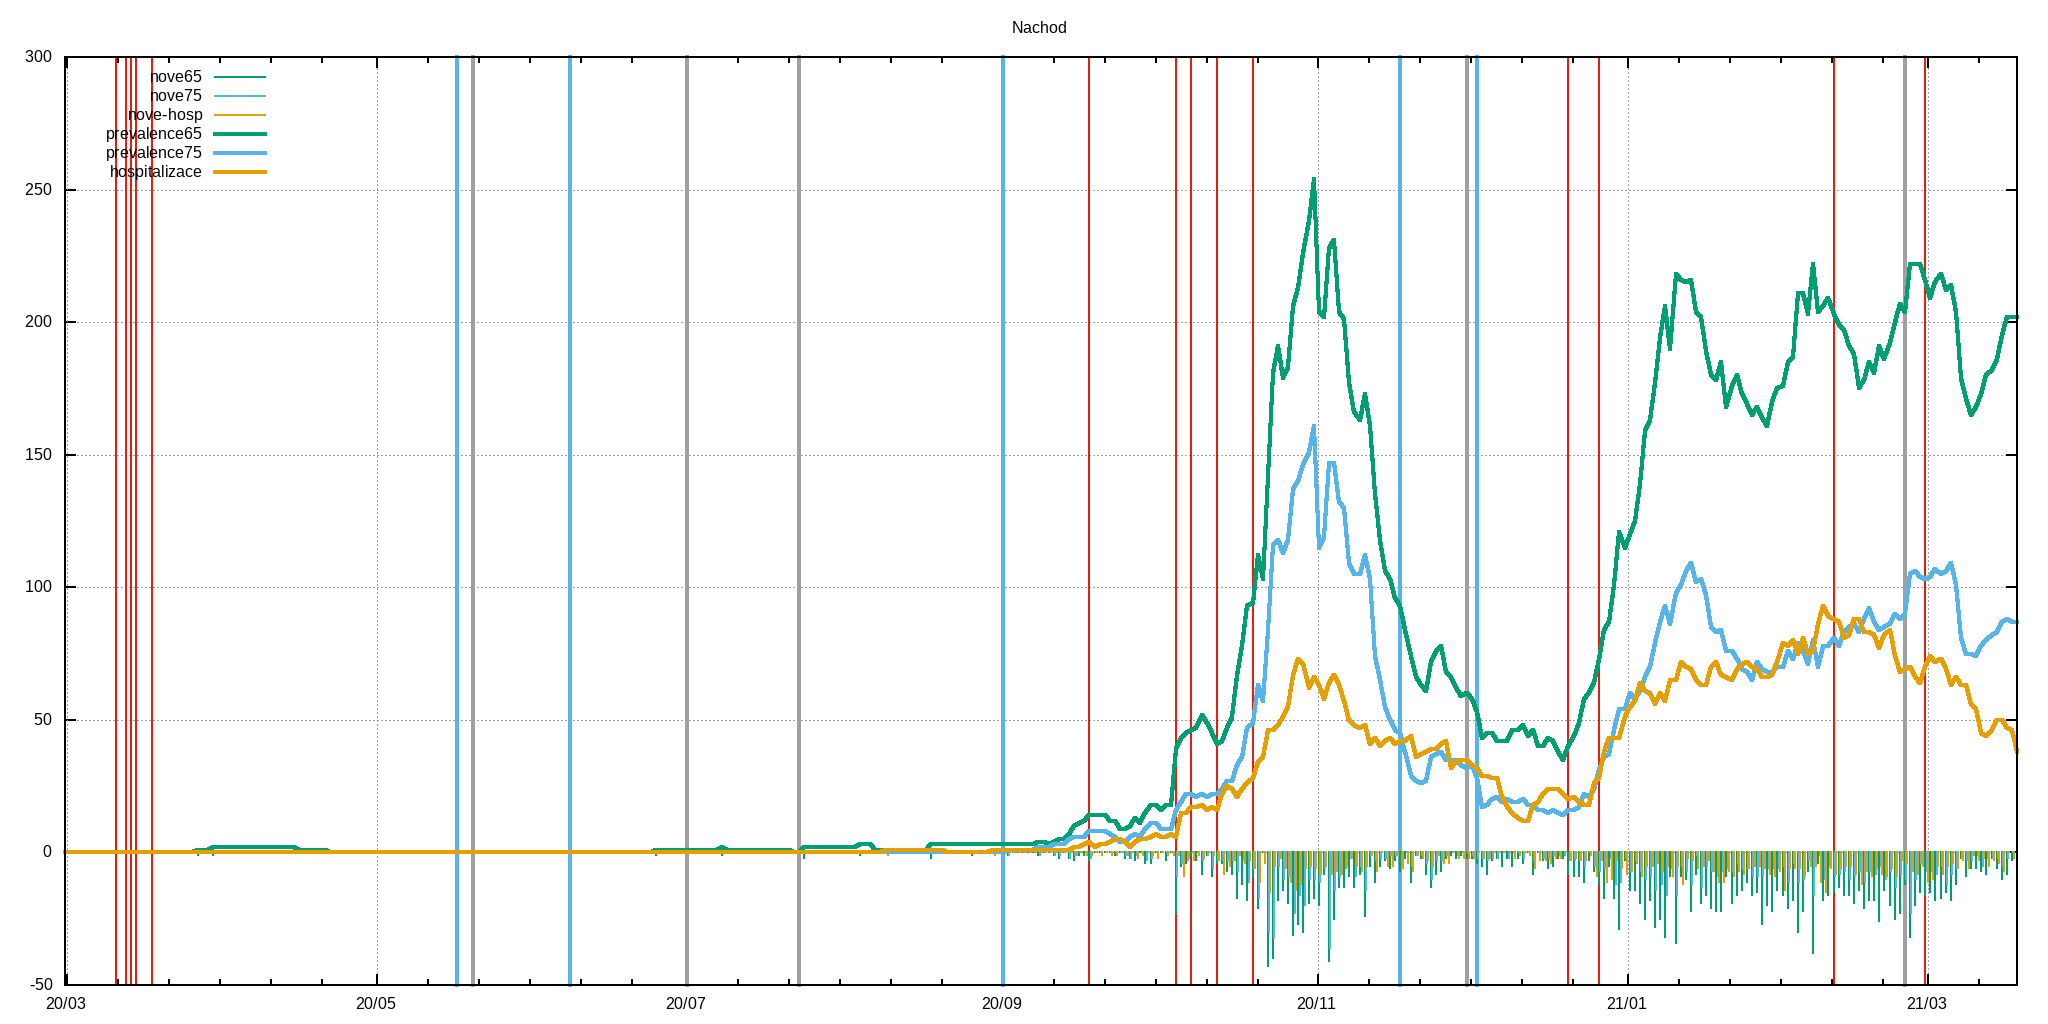 Nachod
300
nove65
nove75
nove-hosp
prevalence65
prevalence75
hospitalizace
250
200
150
100
50
0
-50
20/03 20/05 20/07 20/09 20/11 21/01 21/03